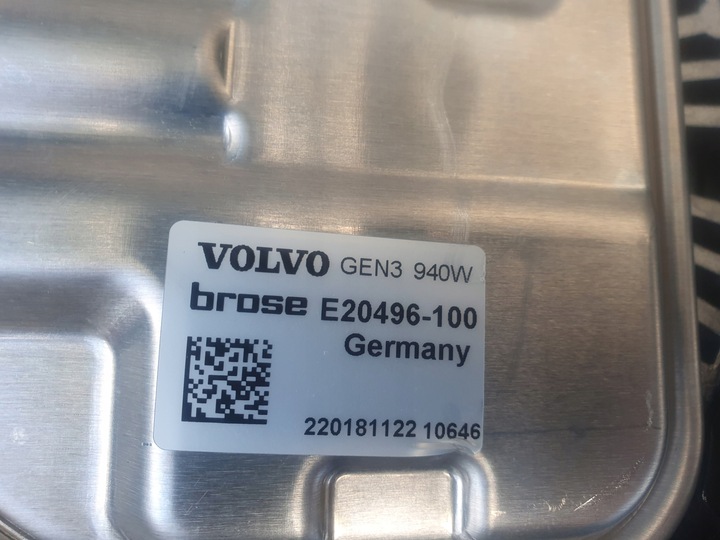 VOLVO GEN3 940W
brose E20496-100
Germany
220181122 10646